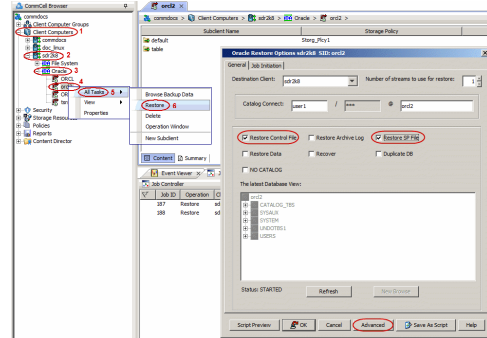 CommCell Browser
commdocs
Client Computer Groups
Client Computers 1
commdocs
doc_linux
sdr2k8 2
File System
Oracle 3
ORCL 4
All Tasks 5
View
Properties
Security
Storage Resources
Policies
Reports
Content Director
Browse Backup Data
Restore 6
Delete
Operation Window
New Subclient
orcl2
commdocs > Client Computers > sdr2k8 > Oracle > orcl2 >
Subclient Name Storage Policy
default Storg_Plcy1
table
Content Summary
Event Viewer
Job Controller
Job ID Operation
187 Restore sd
188 Restore sd
Oracle Restore Options sdr2k8 SID: orcl2
General Job Initiation
Destination Client: sdr2k8 Number of streams to use for restore: 1
Catalog Connect: user1 / **** @ orcl2
Restore Control File Restore Archive Log Restore SP File
Restore Data Recover Duplicate DB
NO CATALOG
The latest Database View:
orcl2
CATALOG_TBS
SYSAUX
SYSTEM
UNDOTBS1
USERS
Status: STARTED Refresh New Browse
Script Preview OK Cancel Advanced Save As Script Help